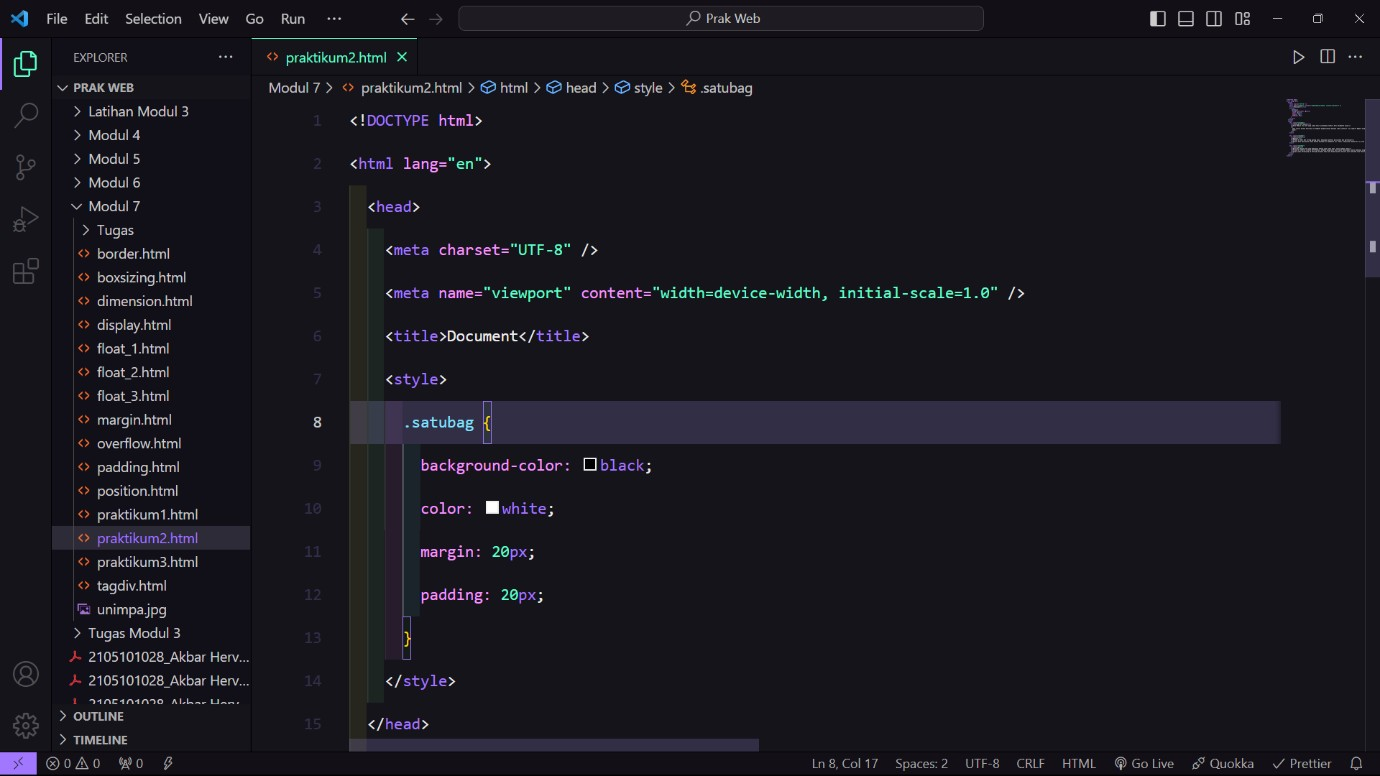 File Edit Selection View Go Run ···
Prak Web
EXPLORER ···
PRAK WEB
Latihan Modul 3
Modul 4
Modul 5
Modul 6
Modul 7
Tugas
border.html
boxsizing.html
dimension.html
display.html
float_1.html
float_2.html
float_3.html
margin.html
overflow.html
padding.html
position.html
praktikum1.html
praktikum2.html
praktikum3.html
tagdiv.html
unimpa.jpg
Tugas Modul 3
2105101028_Akbar Herv...
2105101028_Akbar Herv...
2105101028_Akbar Herv...
OUTLINE
TIMELINE
praktikum2.html
Modul 7 > praktikum2.html > html > head > style > .satubag
1 <!DOCTYPE html>
2 <html lang="en">
3 <head>
4 <meta charset="UTF-8" />
5 <meta name="viewport" content="width=device-width, initial-scale=1.0" />
6 <title>Document</title>
7 <style>
8 .satubag {
9 background-color: black;
10 color: white;
11 margin: 20px;
12 padding: 20px;
13 }
14 </style>
15 </head>
0 0 0 Ln 8, Col 17 Spaces: 2 UTF-8 CRLF HTML Go Live Quokka Prettier